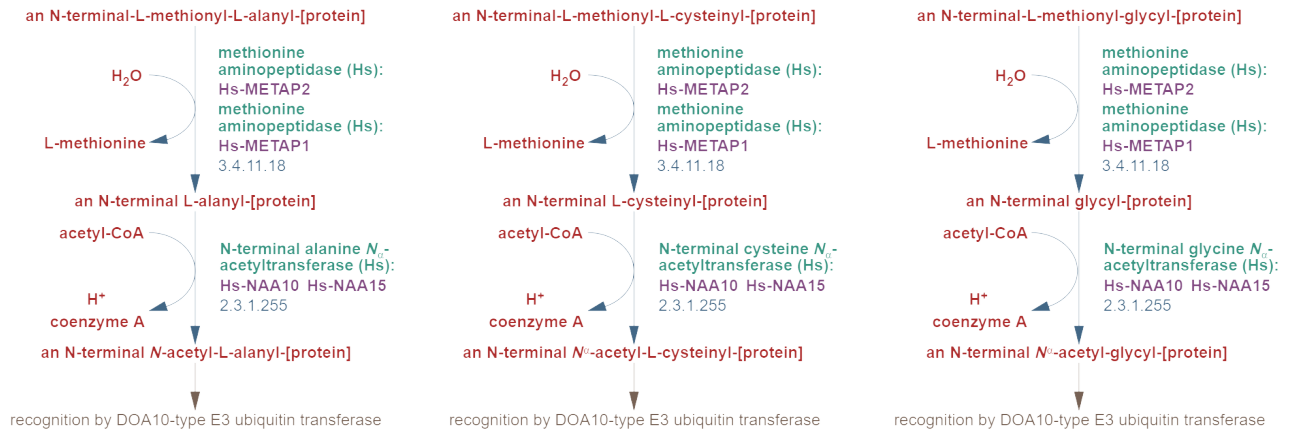 an N-terminal-L-methionyl-L-alanyl-[protein]
H2O
methionine
aminopeptidase (Hs):
Hs-METAP2
methionine
aminopeptidase (Hs):
Hs-METAP1
3.4.11.18
L-methionine
an N-terminal L-alanyl-[protein]
acetyl-CoA
N-terminal alanine Nα-
acetyltransferase (Hs):
Hs-NAA10 Hs-NAA15
2.3.1.255
H+
coenzyme A
an N-terminal N-acetyl-L-alanyl-[protein]
recognition by DOA10-type E3 ubiquitin transferase
an N-terminal-L-methionyl-L-cysteinyl-[protein]
H2O
methionine
aminopeptidase (Hs):
Hs-METAP2
methionine
aminopeptidase (Hs):
Hs-METAP1
3.4.11.18
L-methionine
an N-terminal L-cysteinyl-[protein]
acetyl-CoA
N-terminal cysteine Nα-
acetyltransferase (Hs):
Hs-NAA10 Hs-NAA15
2.3.1.255
H+
coenzyme A
an N-terminal Nα-acetyl-L-cysteinyl-[protein]
recognition by DOA10-type E3 ubiquitin transferase
an N-terminal-L-methionyl-glycyl-[protein]
H2O
methionine
aminopeptidase (Hs):
Hs-METAP2
methionine
aminopeptidase (Hs):
Hs-METAP1
3.4.11.18
L-methionine
an N-terminal glycyl-[protein]
acetyl-CoA
N-terminal glycine Nα-
acetyltransferase (Hs):
Hs-NAA10 Hs-NAA15
2.3.1.255
H+
coenzyme A
an N-terminal Nα-acetyl-glycyl-[protein]
recognition by DOA10-type E3 ubiquitin transferase